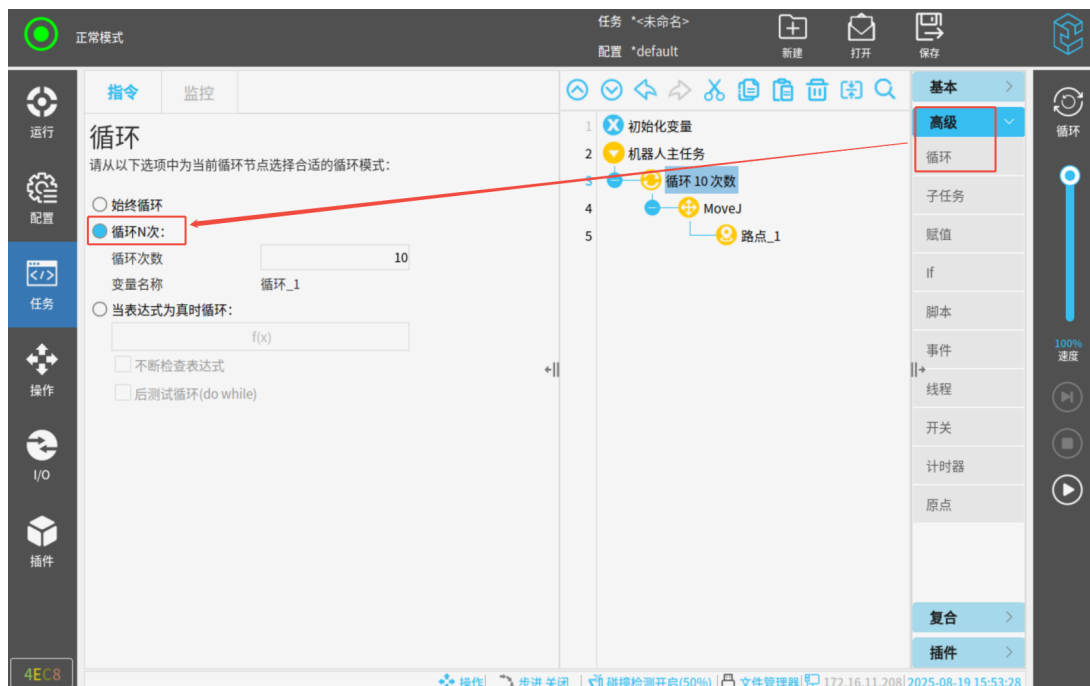 正常模式
任务 *<未命名>
配置 *default
新建
打开
保存
运行
配置
任务
操作
I/O
插件
4EC8
指令
监控
循环
请从以下选项中为当前循环节点选择合适的循环模式：
始终循环
循环N次：
循环次数
10
变量名称
循环_1
当表达式为真时循环：
f(x)
不断检查表达式
后测试循环(do while)
1 初始化变量
2 机器人主任务
3 循环 10 次数
4 MoveJ
5 路点_1
基本
高级
循环
子任务
赋值
If
脚本
事件
线程
开关
计时器
原点
复合
插件
循环
100%
速度
操作
步进 关闭
碰撞检测开启(50%)
文件管理器
172.16.11.208
2025-08-19 15:53:28